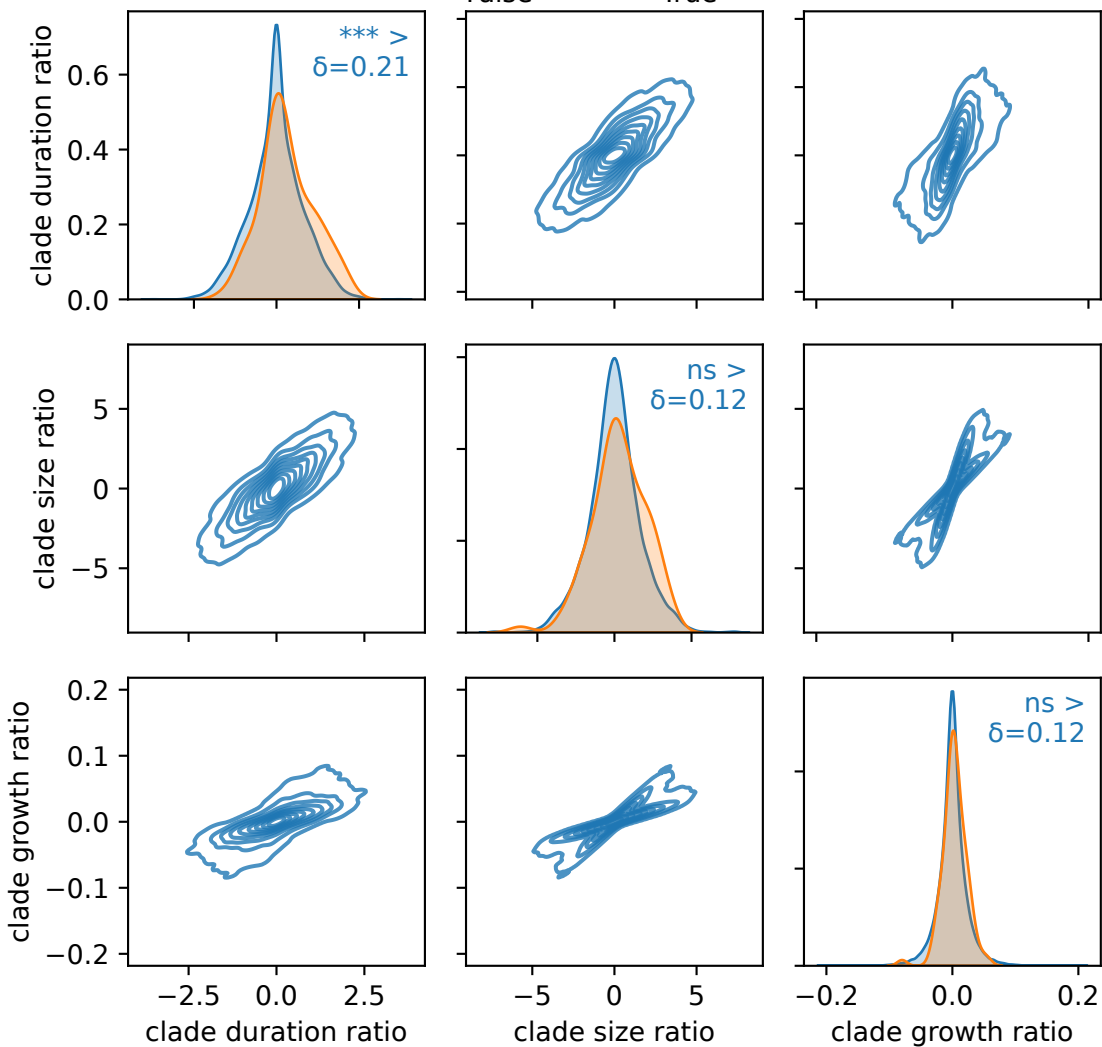 False True
clade duration ratio
0.6
0.4
0.2
0.0
*** >
δ=0.21
clade size ratio
5
0
−5
ns >
δ=0.12
clade growth ratio
0.2
0.1
0.0
−0.1
−0.2
ns >
δ=0.12
−2.5 0.0 2.5
−5 0 5
−0.2 0.0 0.2
clade duration ratio
clade size ratio
clade growth ratio